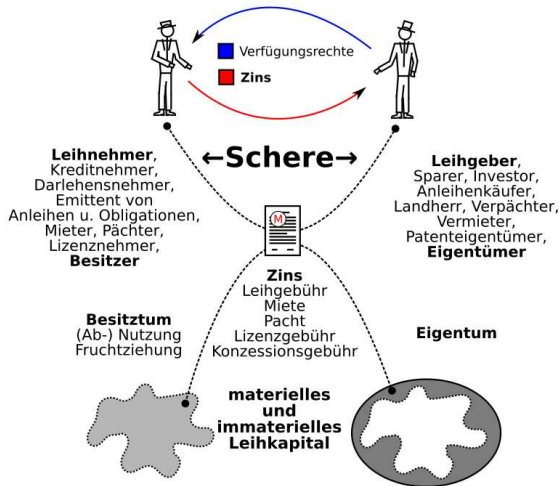 Verfügungsrechte
Zins
←Schere→
Leihnehmer,
Kreditnehmer,
Darlehensnehmer,
Emittent von
Anleihen u. Obligationen,
Mieter, Pächter,
Lizenznehmer,
Besitzer
Leihgeber,
Sparer, Investor,
Anleihenkäufer,
Landherr, Verpächter,
Vermieter,
Patenteigentümer,
Eigentümer
M
Zins
Leihgebühr
Miete
Pacht
Lizenzgebühr
Konzessionsgebühr
Besitztum
(Ab-) Nutzung
Fruchtziehung
Eigentum
materielles
und
immaterielles
Leihkapital